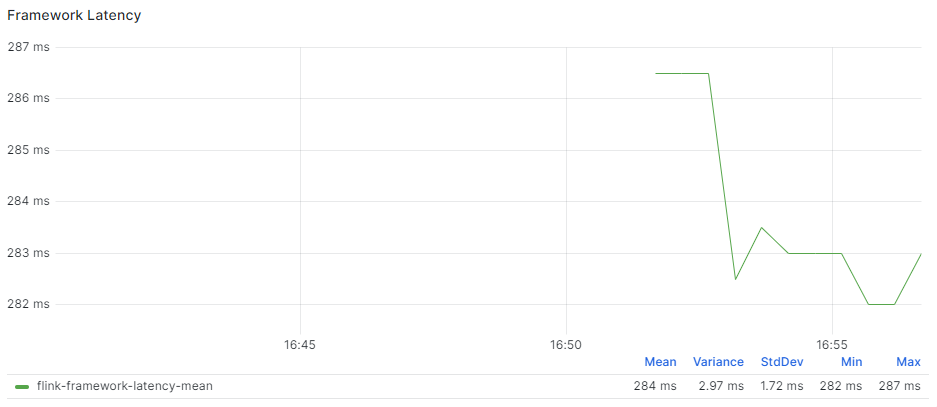 Framework Latency
287 ms
286 ms
285 ms
284 ms
283 ms
282 ms
16:45 16:50 16:55
Mean Variance StdDev Min Max
flink-framework-latency-mean 284 ms 2.97 ms 1.72 ms 282 ms 287 ms